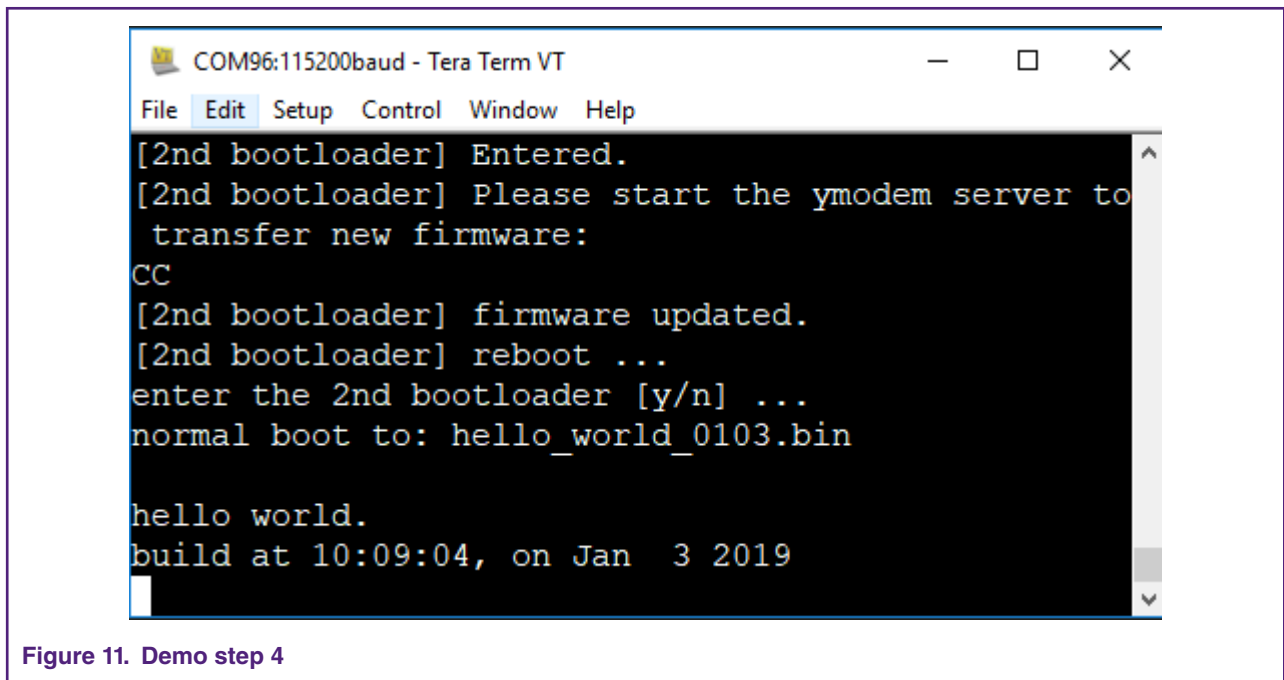 COM96:115200baud - Tera Term VT
File Edit Setup Control Window Help
[2nd bootloader] Entered.
[2nd bootloader] Please start the ymodem server to
 transfer new firmware:
CC
[2nd bootloader] firmware updated.
[2nd bootloader] reboot ...
enter the 2nd bootloader [y/n] ...
normal boot to: hello_world_0103.bin
hello world.
build at 10:09:04, on Jan  3 2019
Figure 11. Demo step 4